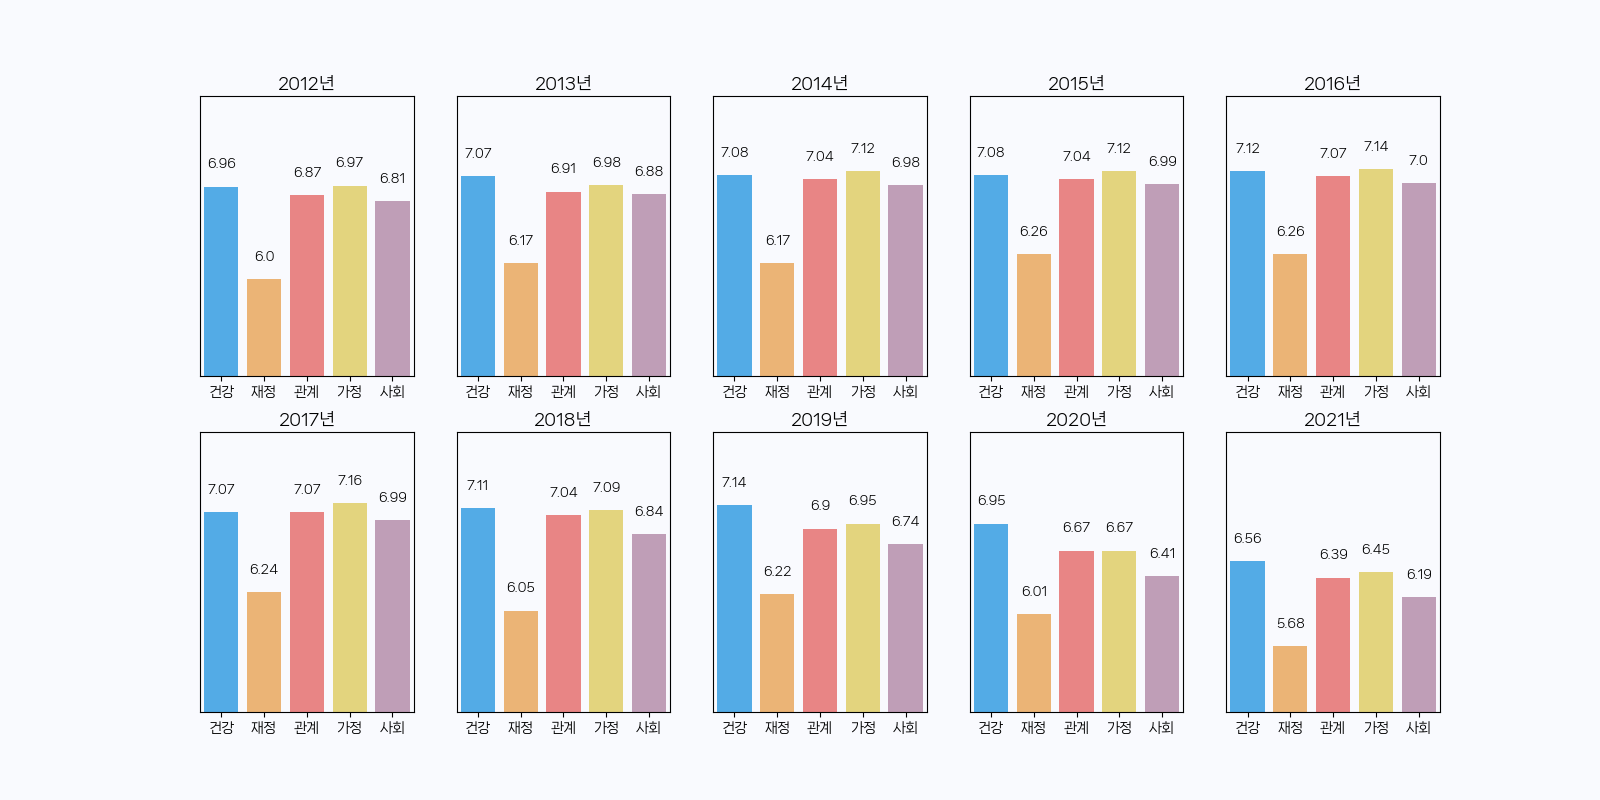 2012년 2013년 2014년 2015년 2016년
6.96 6.0 6.87 6.97 6.81
7.07 6.17 6.91 6.98 6.88
7.08 6.17 7.04 7.12 6.98
7.08 6.26 7.04 7.12 6.99
7.12 6.26 7.07 7.14 7.0
건강 재정 관계 가정 사회 건강 재정 관계 가정 사회 건강 재정 관계 가정 사회 건강 재정 관계 가정 사회 건강 재정 관계 가정 사회
2017년 2018년 2019년 2020년 2021년
7.07 6.24 7.07 7.16 6.99
7.11 6.05 7.04 7.09 6.84
7.14 6.22 6.9 6.95 6.74
6.95 6.01 6.67 6.67 6.41
6.56 5.68 6.39 6.45 6.19
건강 재정 관계 가정 사회 건강 재정 관계 가정 사회 건강 재정 관계 가정 사회 건강 재정 관계 가정 사회 건강 재정 관계 가정 사회